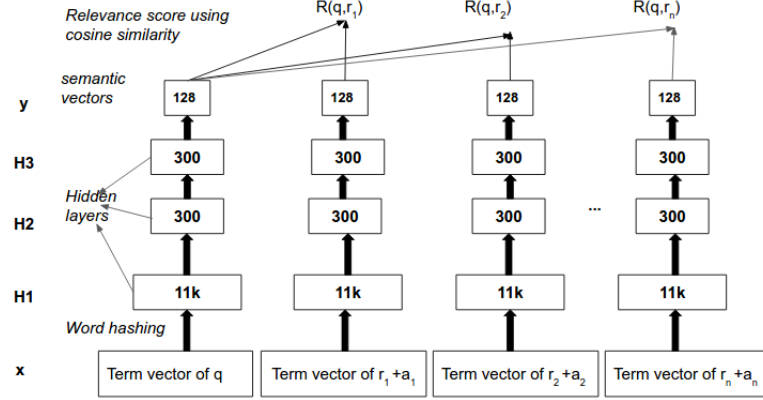 Relevance score using
cosine similarity
R(q,r₁) R(q,r₂) R(q,rₙ)
semantic
vectors
y 128 128 128 128
H3 300 300 300 300
Hidden
layers
...
H2 300 300 300 300
H1 11k 11k 11k 11k
Word hashing
x Term vector of q Term vector of r₁+a₁ Term vector of r₂+a₂ Term vector of rₙ+aₙ